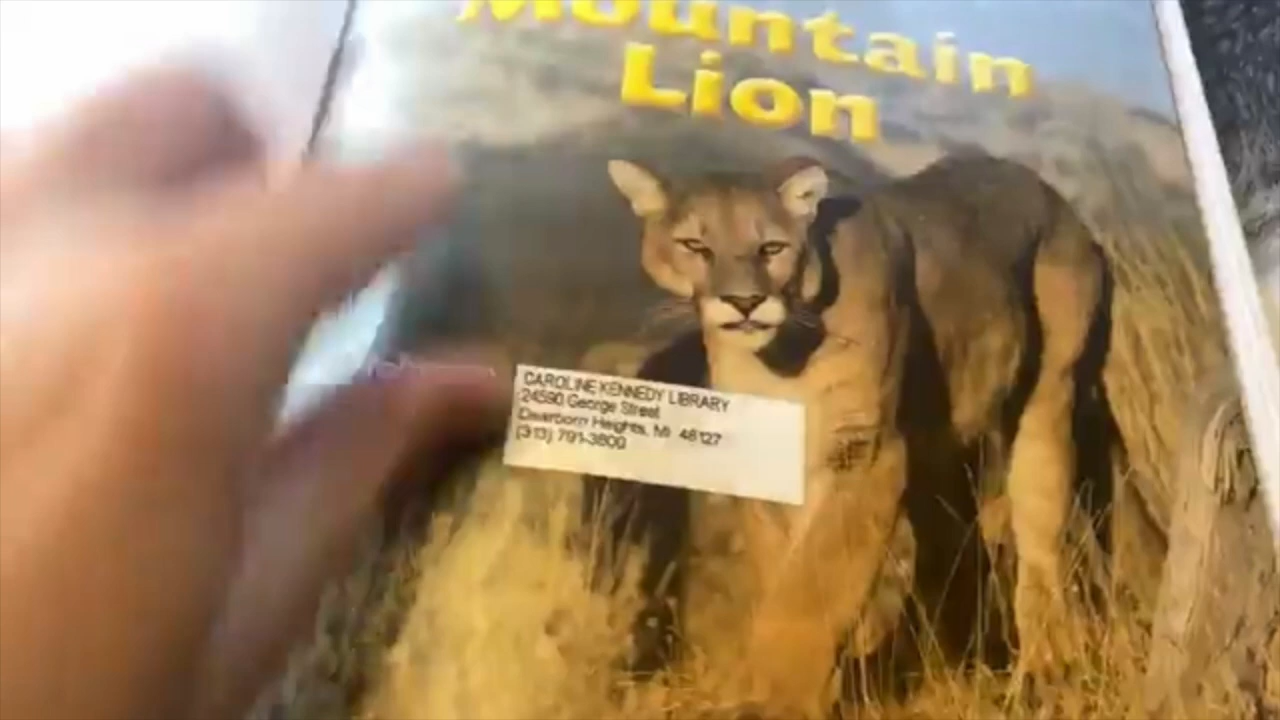 Mountain
Lion
CAROLINE KENNEDY LIBRARY
24590 George Street
Dearborn Heights, MI 48127
(313) 791-3800